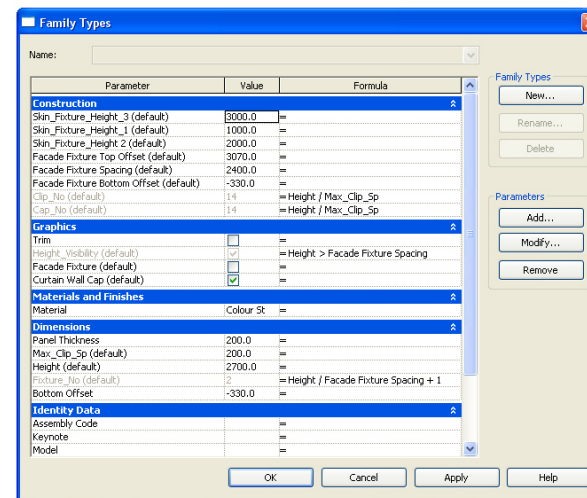 Family Types
Name:
Parameter Value Formula
Construction
Skin_Fixture_Height_3 (default) 3000.0 =
Skin_Fixture_Height_1 (default) 1000.0 =
Skin_Fixture_Height 2 (default) 2000.0 =
Facade Fixture Top Offset (default) 3070.0 =
Facade Fixture Spacing (default) 2400.0 =
Facade Fixture Bottom Offset (default) -330.0 =
Clip_No (default) 14 = Height / Max_Clip_Sp
Cap_No (default) 14 = Height / Max_Clip_Sp
Graphics
Trim =
Height_Visibility (default) = Height > Facade Fixture Spacing
Facade Fixture (default) =
Curtain Wall Cap (default) =
Materials and Finishes
Material Colour St =
Dimensions
Panel Thickness 200.0 =
Max_Clip_Sp (default) 200.0 =
Height (default) 2700.0 =
Fixture_No (default) 2 = Height / Facade Fixture Spacing + 1
Bottom Offset -330.0 =
Identity Data
Assembly Code =
Keynote =
Model =
Family Types
New...
Rename...
Delete
Parameters
Add...
Modify...
Remove
OK Cancel Apply Help